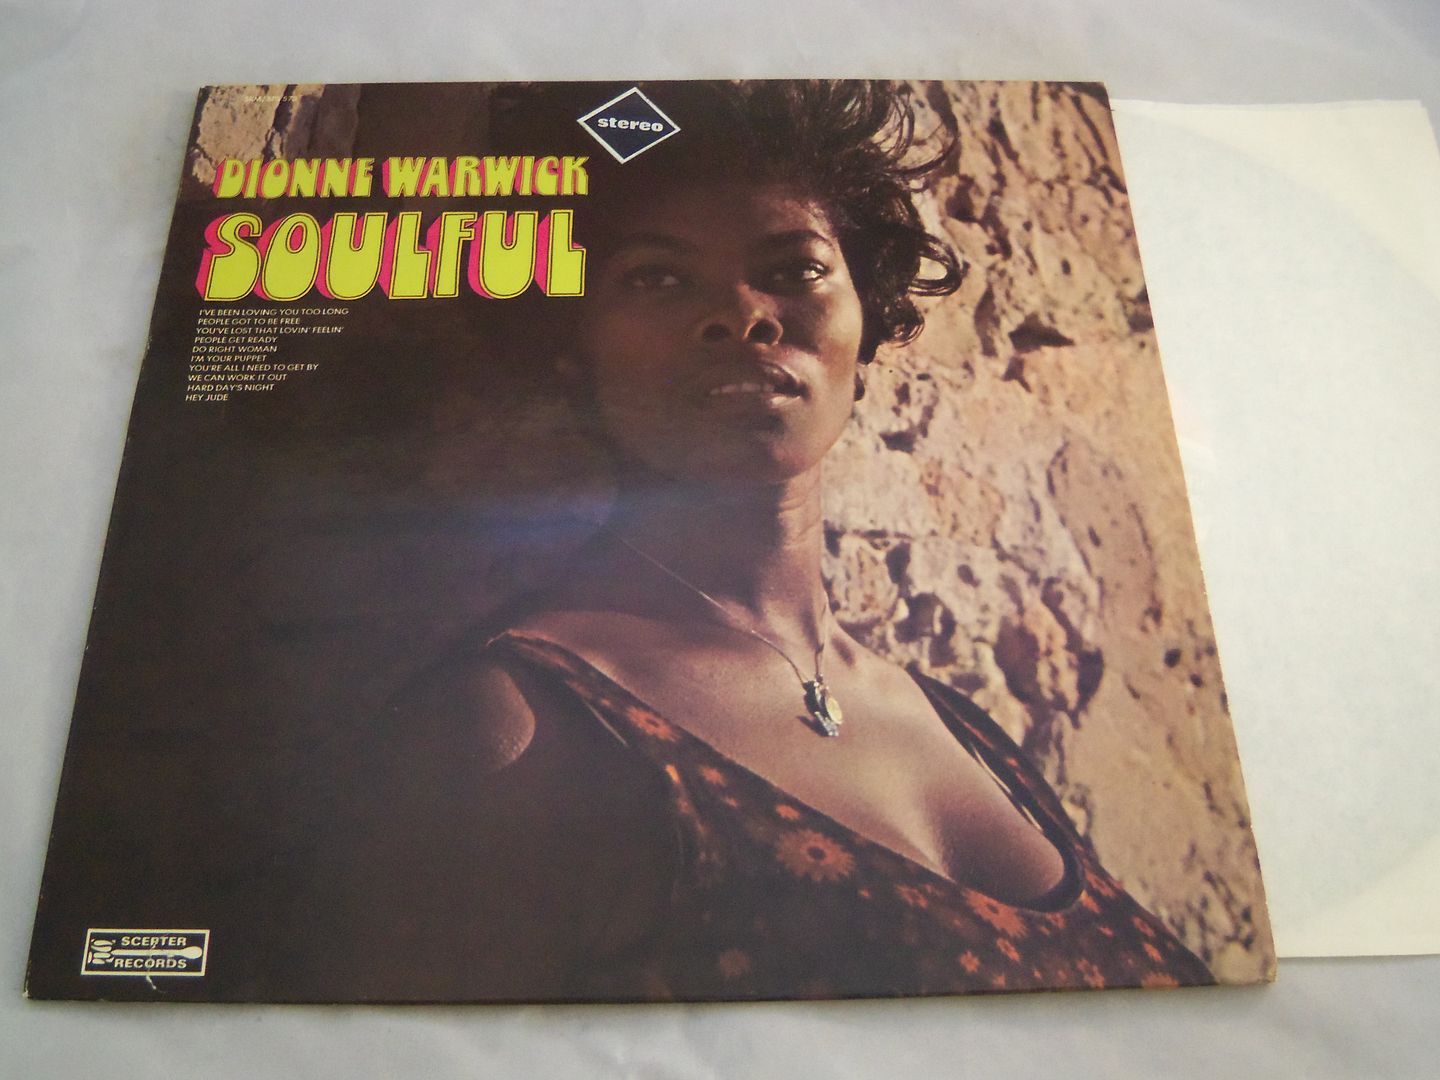 stereo
DIONNE WARWICK
SOULFUL
I'VE BEEN LOVING YOU TOO LONG
PEOPLE GOT TO BE FREE
YOU'VE LOST THAT LOVIN' FEELIN'
PEOPLE GET READY
DO RIGHT WOMAN
I'M YOUR PUPPET
YOU'RE ALL I NEED TO GET BY
WE CAN WORK IT OUT
HARD DAY'S NIGHT
HEY JUDE
SCEPTER
RECORDS